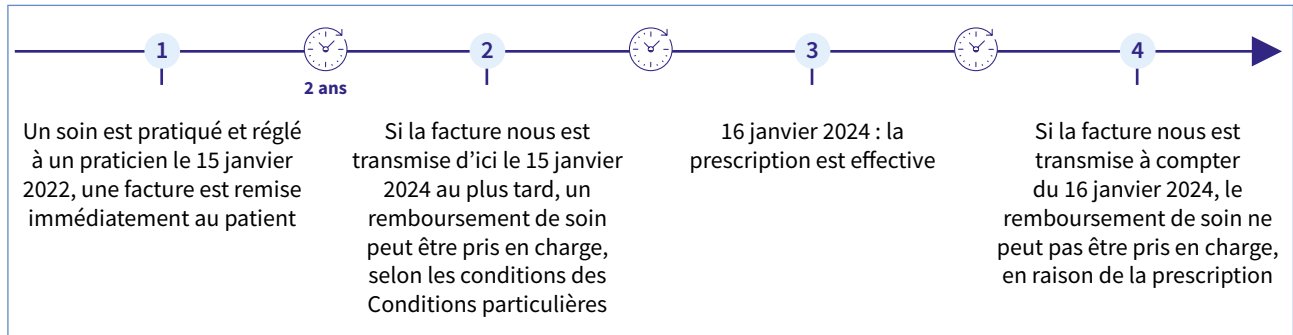 1
2
3
4
2 ans
Un soin est pratiqué et réglé
à un praticien le 15 janvier
2022, une facture est remise
immédiatement au patient
Si la facture nous est
transmise d'ici le 15 janvier
2024 au plus tard, un
remboursement de soin
peut être pris en charge,
selon les conditions des
Conditions particulières
16 janvier 2024 : la
prescription est effective
Si la facture nous est
transmise à compter
du 16 janvier 2024, le
remboursement de soin ne
peut pas être pris en charge,
en raison de la prescription